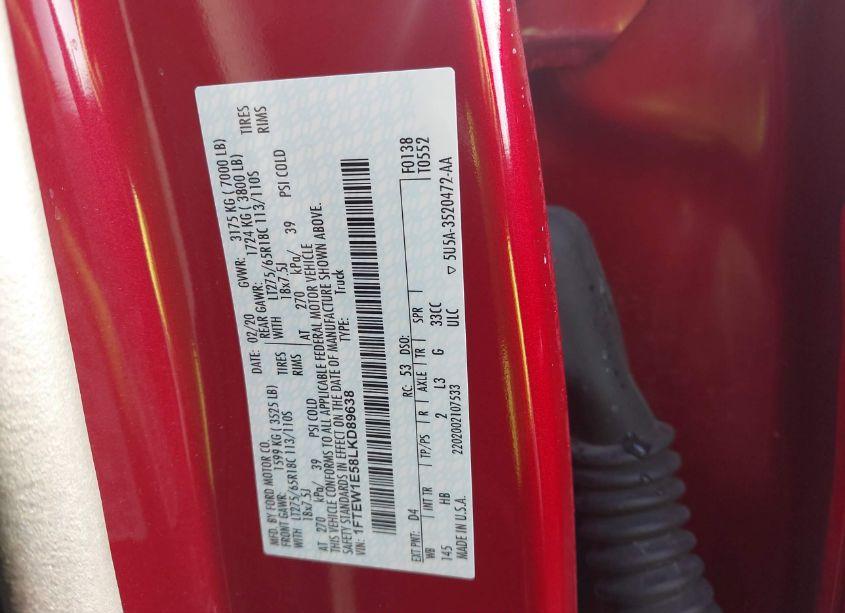 MFD. BY FORD MOTOR CO.
DATE: 02/20 GVWR: 3175 KG ( 7000 LB)
FRONT GAWR: 1599 KG ( 3525 LB) REAR GAWR: 1724 KG ( 3800 LB)
WITH LT275/65R18C 113/110S TIRES WITH LT275/65R18C 113/110S TIRES
18x7.5J RIMS 18x7.5J RIMS
AT 270 kPa/ 39 PSI COLD AT 270 kPa/ 39 PSI COLD
THIS VEHICLE CONFORMS TO ALL APPLICABLE FEDERAL MOTOR VEHICLE
SAFETY STANDARDS IN EFFECT ON THE DATE OF MANUFACTURE SHOWN ABOVE.
VIN: 1FTEW1E58LKD89638 TYPE: Truck
F0138
T0552
EXT PNT: D4 RC: 53 DSO:
WB INT TR TP/PS R AXLE TR SPR
145 HB 2 L3 G 33CC
ULC
MADE IN U.S.A. 2202002107533 ▽ 5U5A-3520472-AA